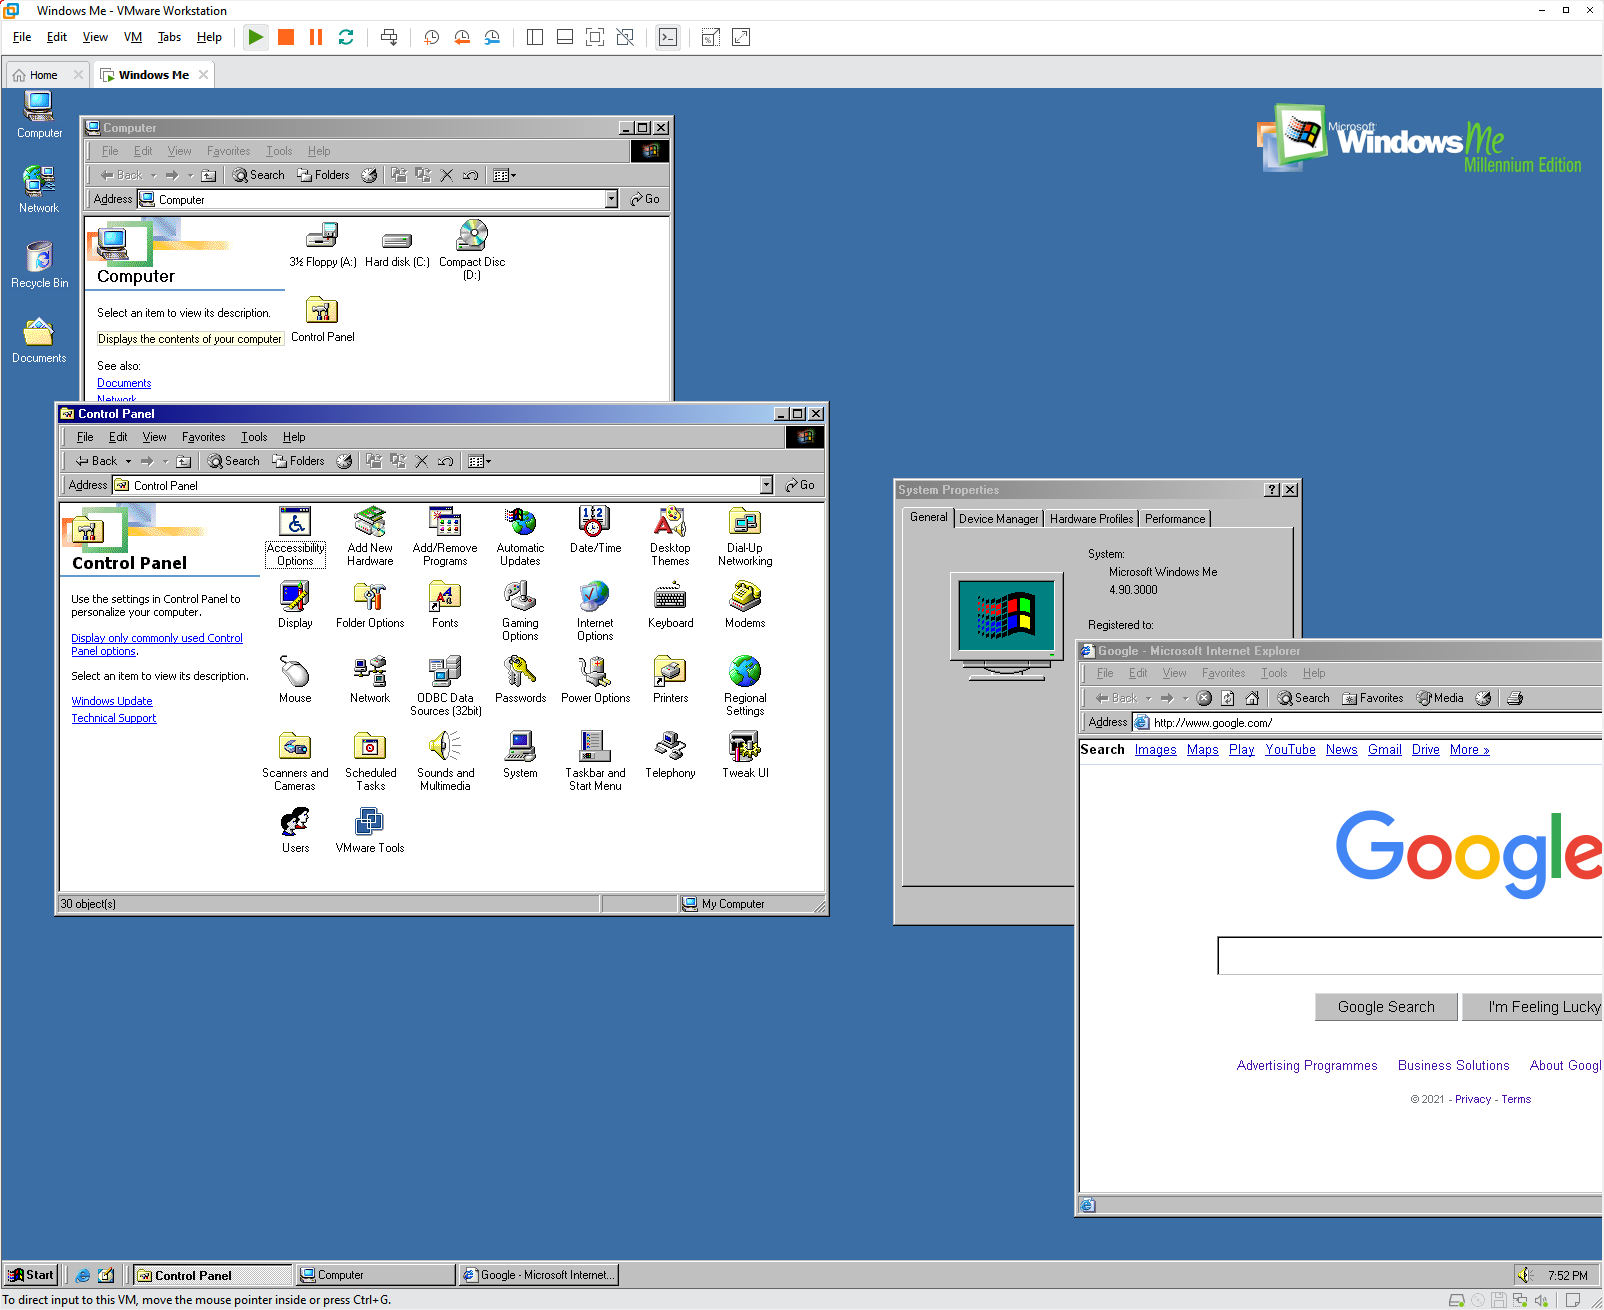 Windows Me - VMware Workstation
File Edit View VM Tabs Help
Home Windows Me
Computer
Network
Recycle Bin
Documents
Microsoft
Windows Me
Millennium Edition
Computer
File Edit View Favorites Tools Help
Back Search Folders
Address Computer Go
Computer
Select an item to view its description.
Displays the contents of your computer
See also:
Documents
Network
3½ Floppy (A:) Hard disk (C:) Compact Disc (D:)
Control Panel
Control Panel
File Edit View Favorites Tools Help
Back Search Folders
Address Control Panel Go
Control Panel
Use the settings in Control Panel to
personalize your computer.
Display only commonly used Control
Panel options.
Select an item to view its description.
Windows Update
Technical Support
Accessibility Options Add New Hardware Add/Remove Programs Automatic Updates Date/Time Desktop Themes Dial-Up Networking
Display Folder Options Fonts Gaming Options Internet Options Keyboard Modems
Mouse Network ODBC Data Sources (32bit) Passwords Power Options Printers Regional Settings
Scanners and Cameras Scheduled Tasks Sounds and Multimedia System Taskbar and Start Menu Telephony Tweak UI
Users VMware Tools
30 object(s) My Computer
System Properties
General Device Manager Hardware Profiles Performance
System:
Microsoft Windows Me
4.90.3000
Registered to:
Google - Microsoft Internet Explorer
File Edit View Favorites Tools Help
Back Search Favorites Media
Address http://www.google.com/
Search Images Maps Play YouTube News Gmail Drive More »
Google
Google Search I'm Feeling Lucky
Advertising Programmes Business Solutions About Googl
© 2021 - Privacy - Terms
Start Control Panel Computer Google - Microsoft Internet... 7:52 PM
To direct input to this VM, move the mouse pointer inside or press Ctrl+G.